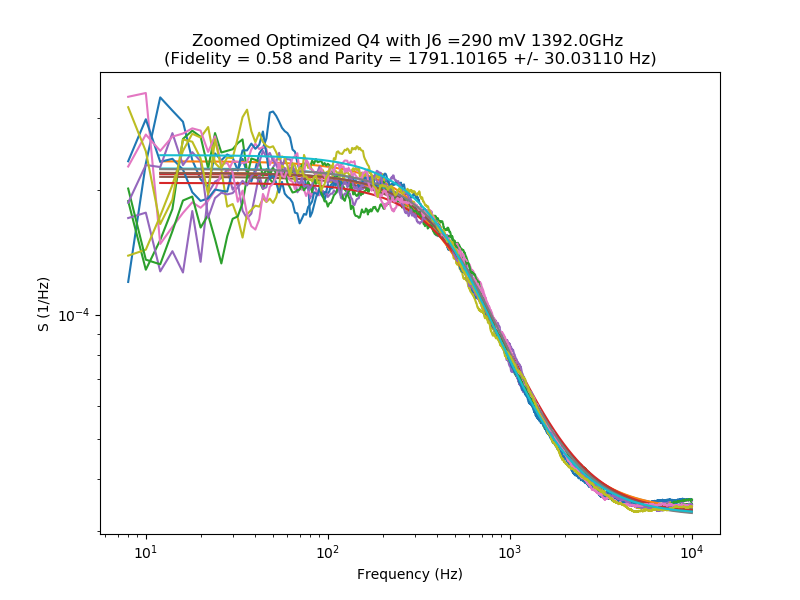 Zoomed Optimized Q4 with J6 =290 mV 1392.0GHz
(Fidelity = 0.58 and Parity = 1791.10165 +/- 30.03110 Hz)
S (1/Hz)
10⁻⁴
10¹ 10² 10³ 10⁴
Frequency (Hz)